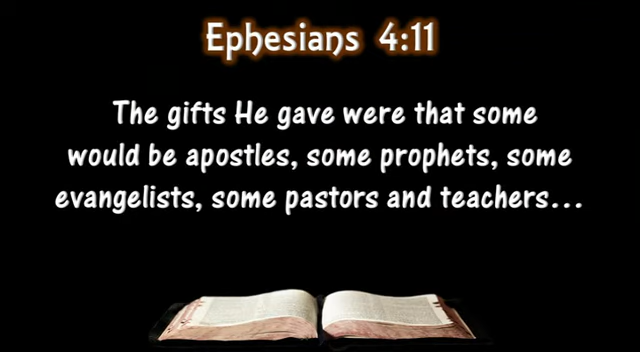 Ephesians 4:11
The gifts He gave were that some
would be apostles, some prophets, some
evangelists, some pastors and teachers...